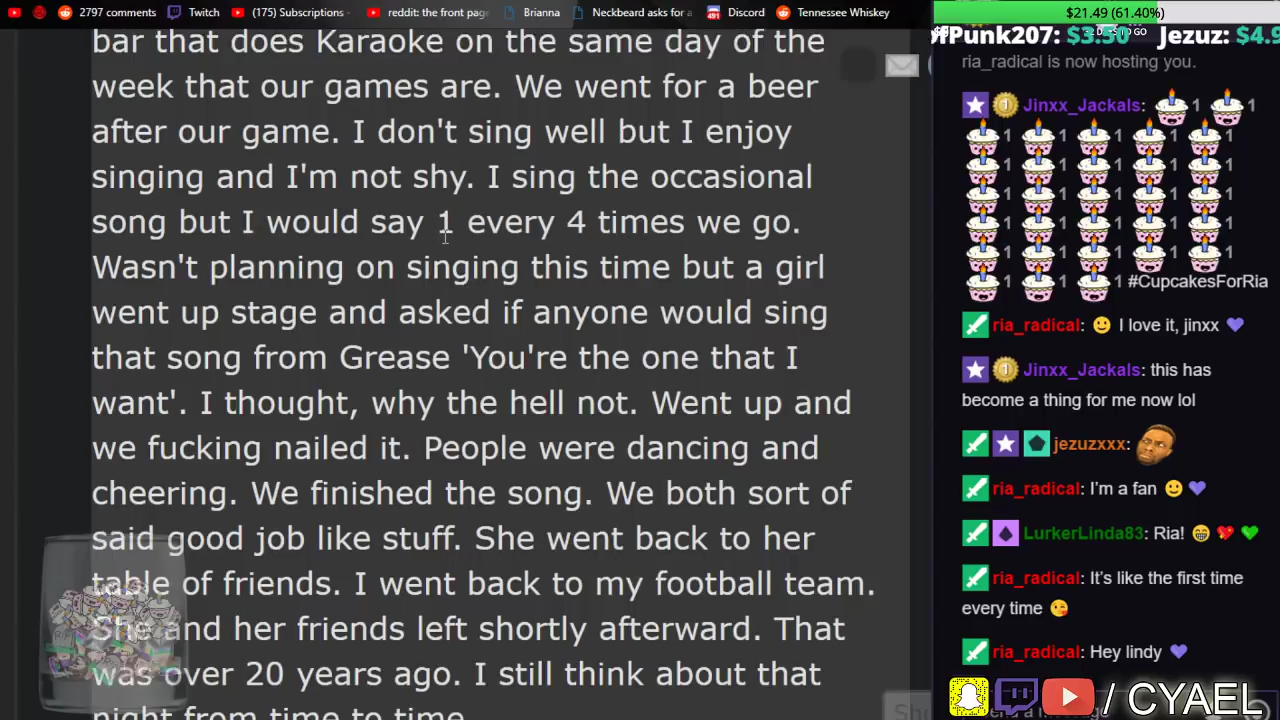 2797 comments
Twitch
(175) Subscriptions -
reddit: the front page
Brianna
Neckbeard asks for a
491
Discord
Tennessee Whiskey
bar that does Karaoke on the same day of the
week that our games are. We went for a beer
after our game. I don't sing well but I enjoy
singing and I'm not shy. I sing the occasional
song but I would say 1 every 4 times we go.
Wasn't planning on singing this time but a girl
went up stage and asked if anyone would sing
that song from Grease 'You're the one that I
want'. I thought, why the hell not. Went up and
we fucking nailed it. People were dancing and
cheering. We finished the song. We both sort of
said good job like stuff. She went back to her
table of friends. I went back to my football team.
She and her friends left shortly afterward. That
was over 20 years ago. I still think about that
night from time to time
$21.49 (61.40%)
Punk207: $3.50 Jezuz: $4.9
TO GO
ria_radical is now hosting you.
Jinxx_Jackals: 1 1
1 1 1 1 1
1 1 1 1 1
1 1 1 1 1
1 1 1 1 1
1 1 1 1 1
1 1 1 #CupcakesForRia
ria_radical: I love it, jinxx
Jinxx_Jackals: this has
become a thing for me now lol
jezuzxxx:
ria_radical: I'm a fan
LurkerLinda83: Ria!
ria_radical: It's like the first time
every time
ria_radical: Hey lindy
/ CYAEL